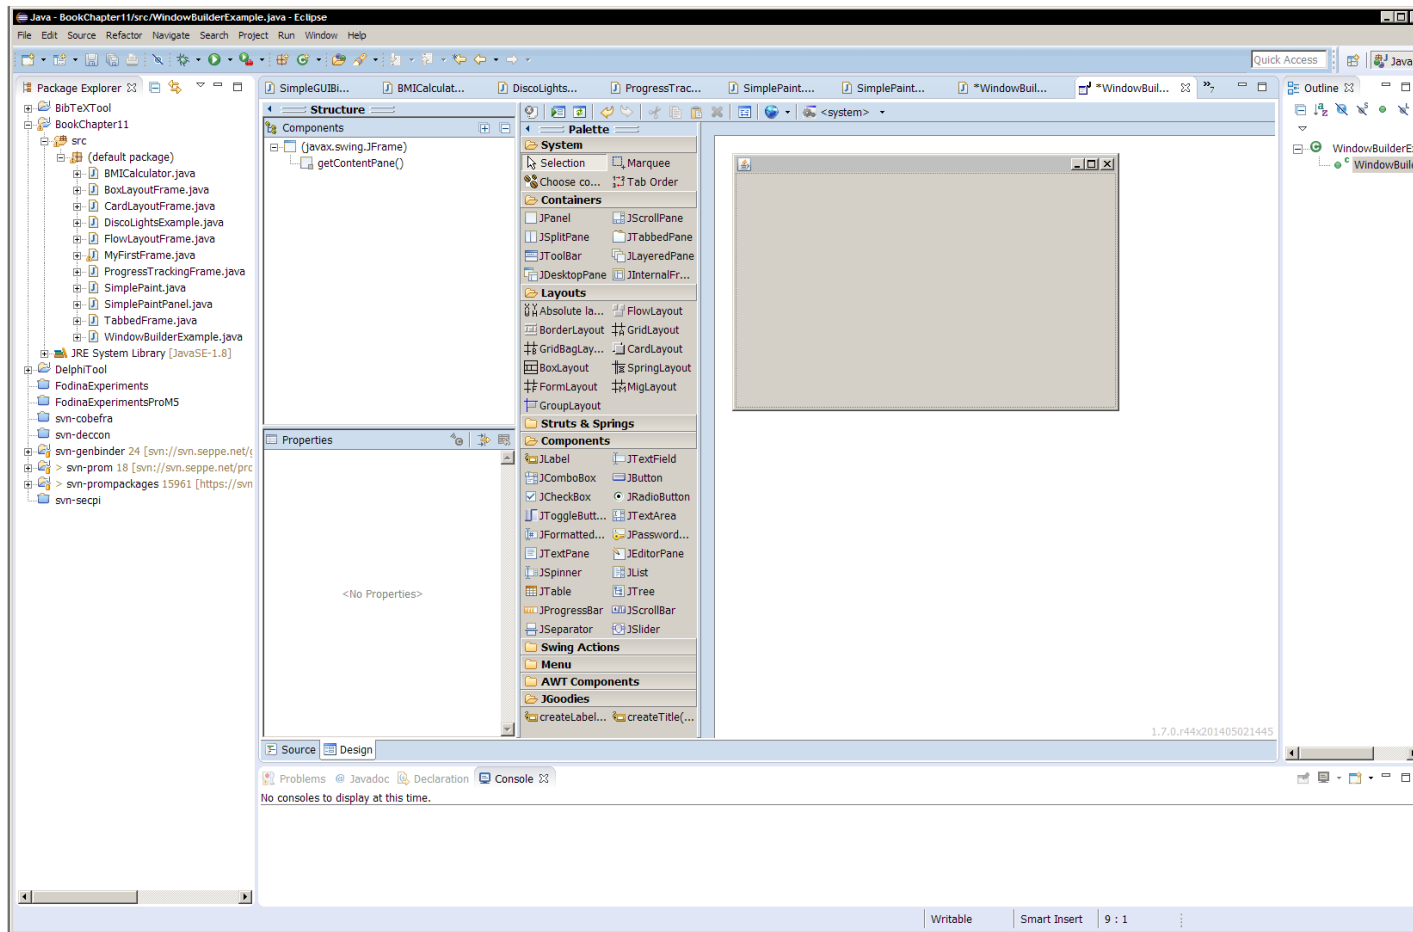 Java - BookChapter11/src/WindowBuilderExample.java - Eclipse
File Edit Source Refactor Navigate Search Project Run Window Help
Quick Access
Java
Package Explorer
BibTeXTool
BookChapter11
src
(default package)
BMICalculator.java
BoxLayoutFrame.java
CardLayoutFrame.java
DiscoLightsExample.java
FlowLayoutFrame.java
MyFirstFrame.java
ProgressTrackingFrame.java
SimplePaint.java
SimplePaintPanel.java
TabbedFrame.java
WindowBuilderExample.java
JRE System Library [JavaSE-1.8]
DelphiTool
FodinaExperiments
FodinaExperimentsProM5
svn-cobefra
svn-deccon
svn-genbinder 24 [svn://svn.seppe.net/g
> svn-prom 18 [svn://svn.seppe.net/pro
> svn-prompackages 15961 [https://svn
svn-secpi
SimpleGUIBi... BMICalculat... DiscoLights... ProgressTrac... SimplePaint.... SimplePaint... *WindowBuil... *WindowBuil... »7
Structure
Components
(javax.swing.JFrame)
getContentPane()
Properties
<No Properties>
<system>
Palette
System
Selection Marquee
Choose co... Tab Order
Containers
JPanel JScrollPane
JSplitPane JTabbedPane
JToolBar JLayeredPane
JDesktopPane JInternalFr...
Layouts
Absolute la... FlowLayout
BorderLayout GridLayout
GridBagLay... CardLayout
BoxLayout SpringLayout
FormLayout MigLayout
GroupLayout
Struts & Springs
Components
JLabel JTextField
JComboBox JButton
JCheckBox JRadioButton
JToggleButt... JTextArea
JFormatted... JPassword...
JTextPane JEditorPane
JSpinner JList
JTable JTree
JProgressBar JScrollBar
JSeparator JSlider
Swing Actions
Menu
AWT Components
JGoodies
createLabel... createTitle(...
1.7.0.r44x201405021445
Source Design
Outline
WindowBuilderE
WindowBuild
Problems @ Javadoc Declaration Console
No consoles to display at this time.
Writable Smart Insert 9 : 1